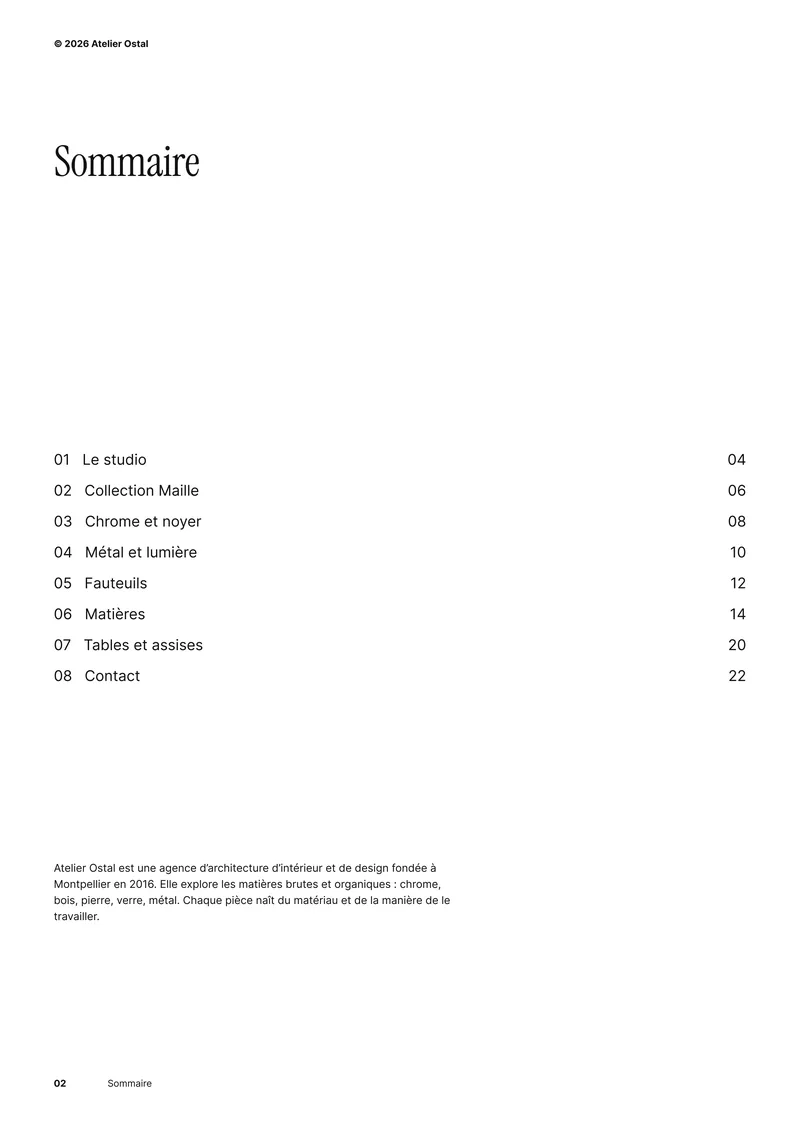 © 2026 Atelier Ostal
Sommaire
01 Le studio 04
02 Collection Maille 06
03 Chrome et noyer 08
04 Métal et lumière 10
05 Fauteuils 12
06 Matières 14
07 Tables et assises 20
08 Contact 22
Atelier Ostal est une agence d’architecture d’intérieur et de design fondée à
Montpellier en 2016. Elle explore les matières brutes et organiques : chrome,
bois, pierre, verre, métal. Chaque pièce naît du matériau et de la manière de le
travailler.
02 Sommaire